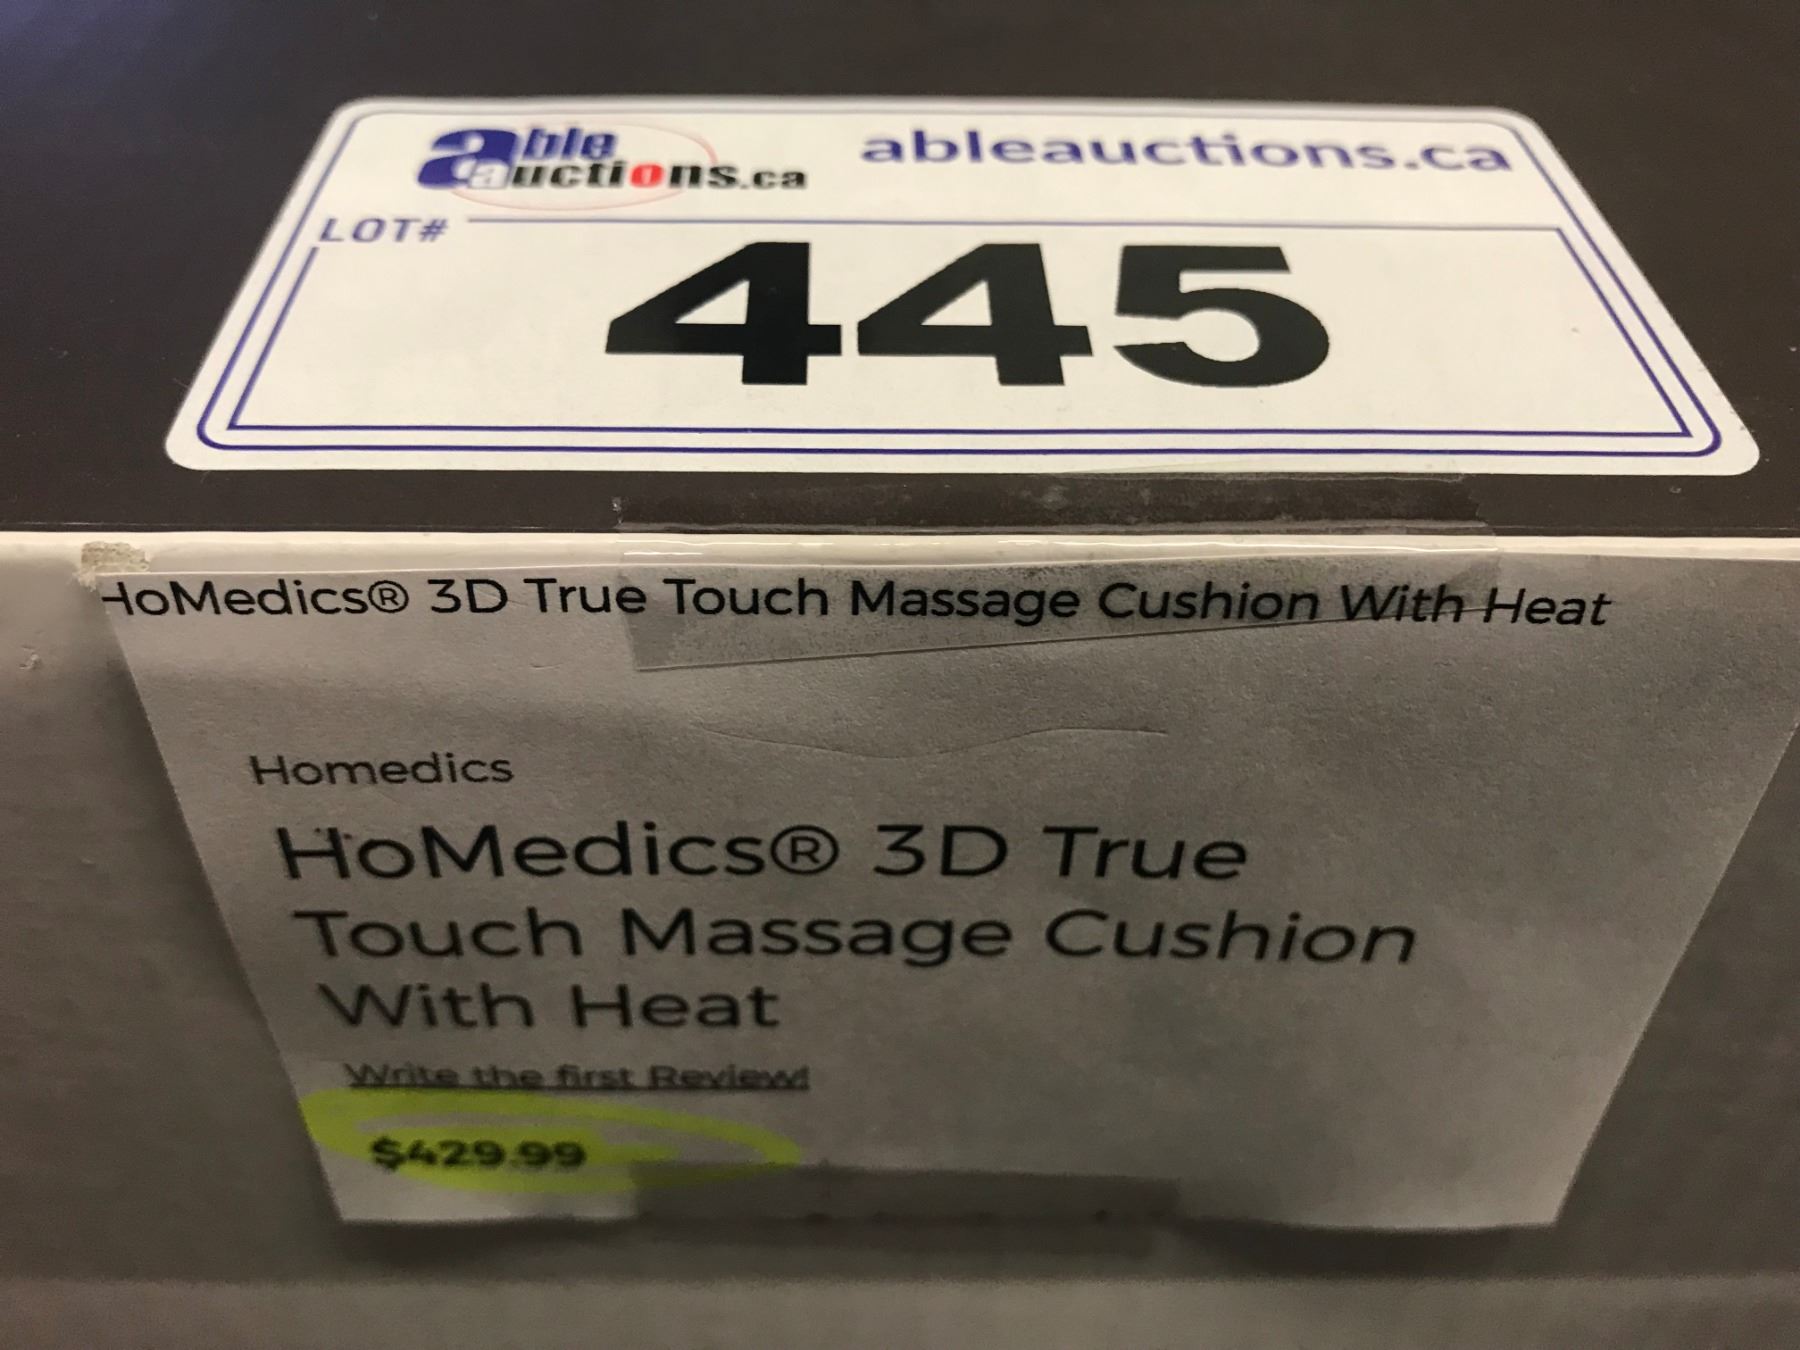 able
auctions.ca
ableauctions.ca
LOT#
445
HoMedics® 3D True Touch Massage Cushion With Heat
Homedics
HoMedics® 3D True
Touch Massage Cushion
With Heat
Write the first Review!
$429.99